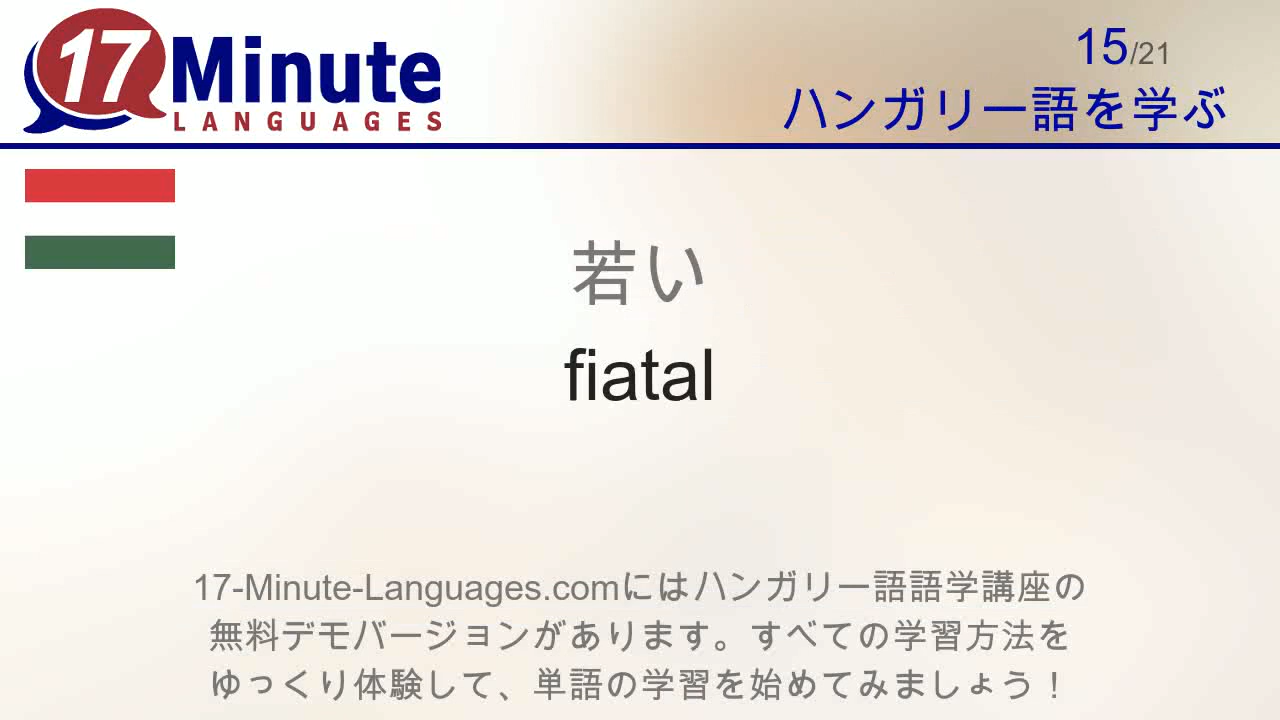 17 Minute
LANGUAGES
15/21
ハンガリー語を学ぶ
若い
fiatal
17-Minute-Languages.comにはハンガリー語語学講座の
無料デモバージョンがあります。すべての学習方法を
ゆっくり体験して、単語の学習を始めてみましょう！